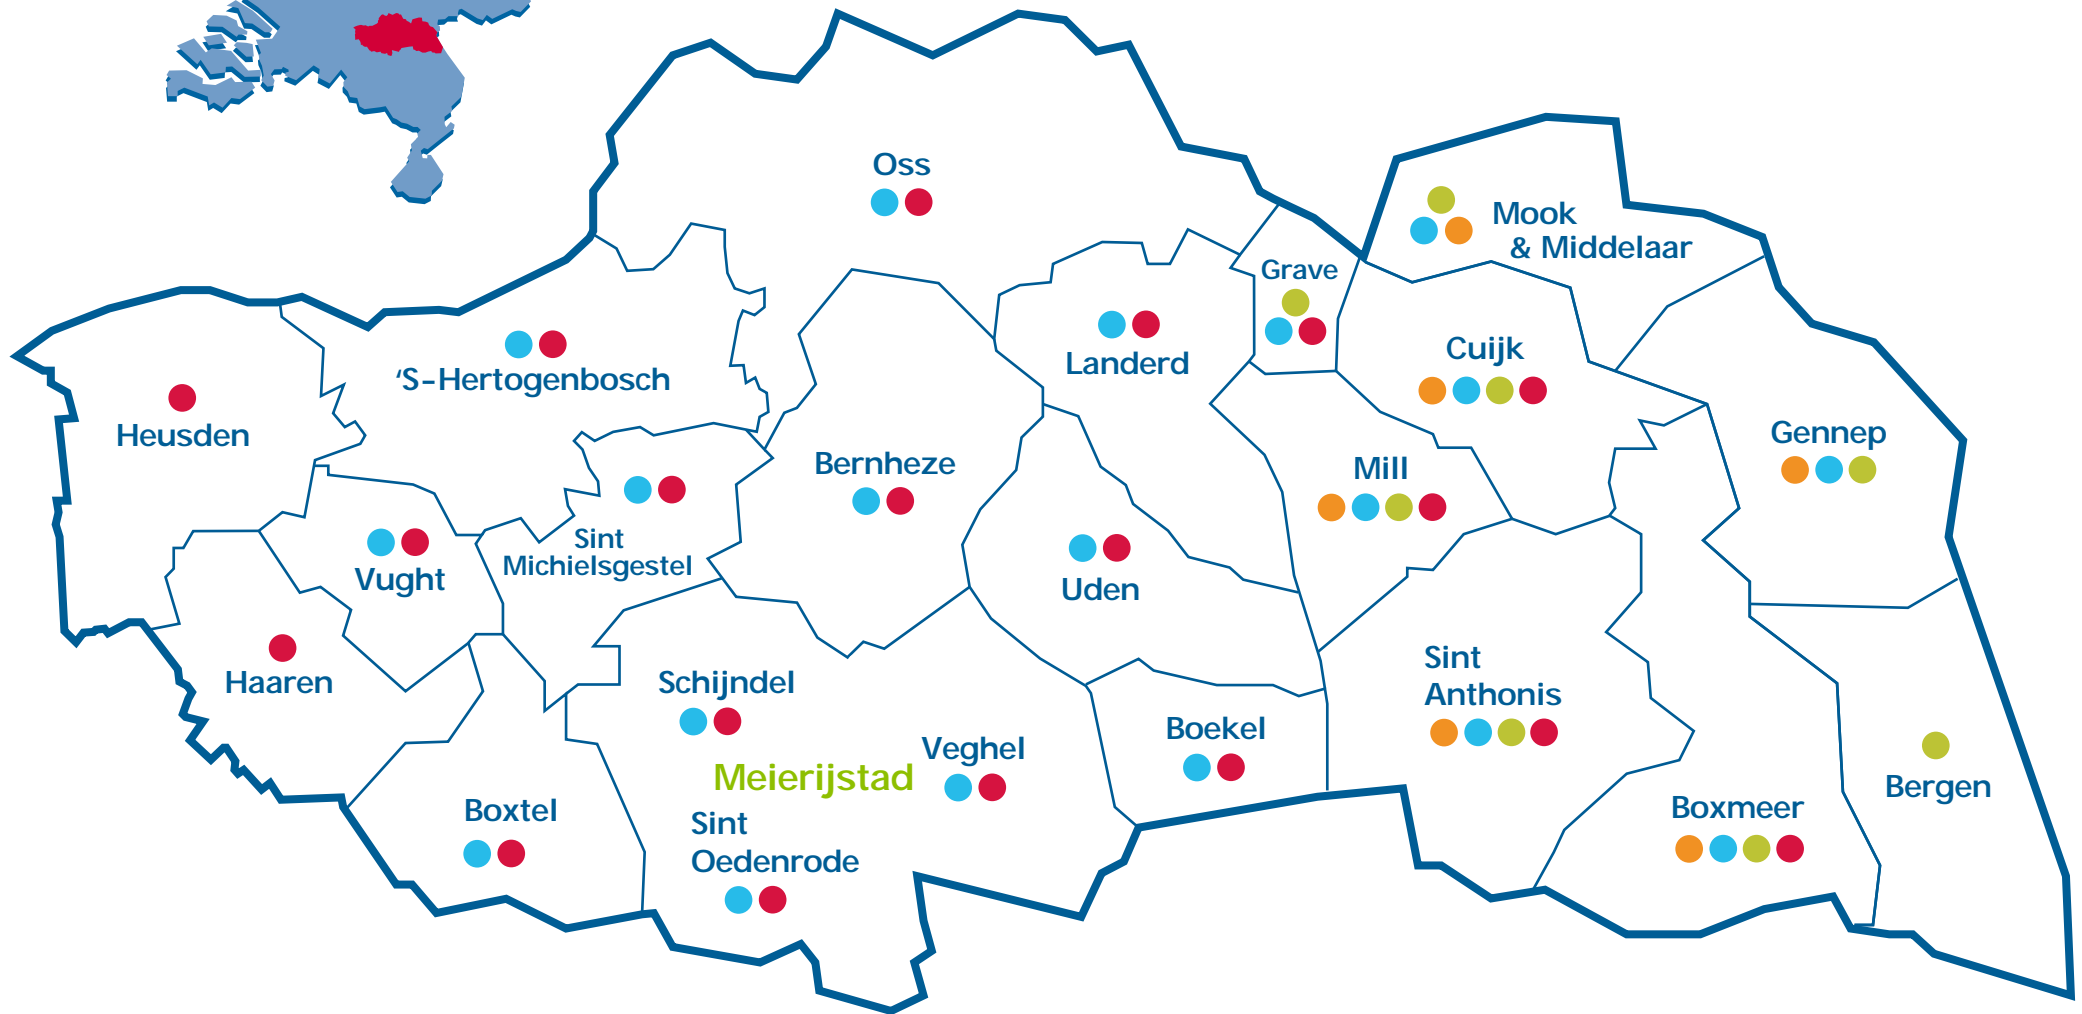 Oss
Mook
& Middelaar
Grave
Landerd
Cuijk
'S-Hertogenbosch
Heusden
Gennep
Bernheze
Mill
Sint
Michielsgestel
Vught
Uden
Haaren
Schijndel
Sint
Anthonis
Veghel
Boekel
Meierijstad
Bergen
Boxtel
Boxmeer
Sint
Oedenrode